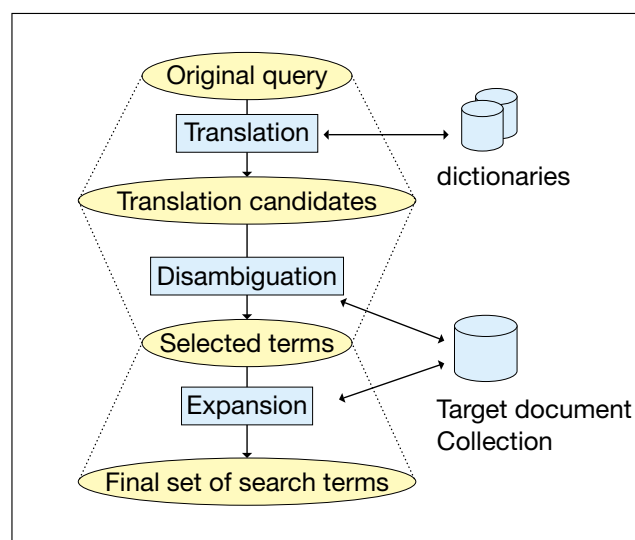 Original query
Translation
dictionaries
Translation candidates
Disambiguation
Selected terms
Expansion
Target document
Collection
Final set of search terms